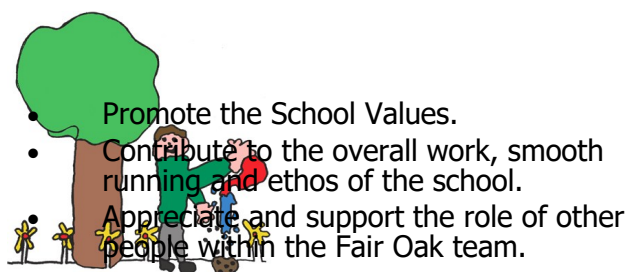 • Promote the School Values.
• Contribute to the overall work, smooth
running and ethos of the school.
• Appreciate and support the role of other
people within the Fair Oak team.